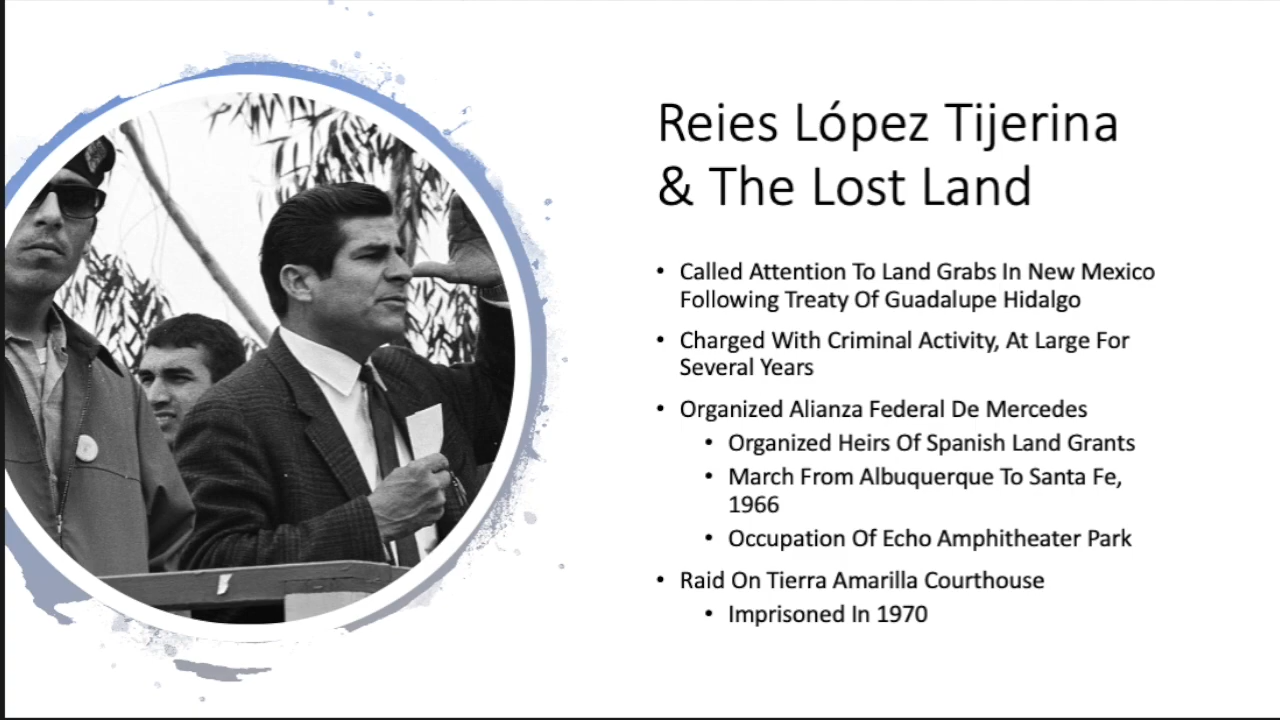 Reies López Tijerina
& The Lost Land
• Called Attention To Land Grabs In New Mexico
Following Treaty Of Guadalupe Hidalgo
• Charged With Criminal Activity, At Large For
Several Years
• Organized Alianza Federal De Mercedes
• Organized Heirs Of Spanish Land Grants
• March From Albuquerque To Santa Fe,
1966
• Occupation Of Echo Amphitheater Park
• Raid On Tierra Amarilla Courthouse
• Imprisoned In 1970